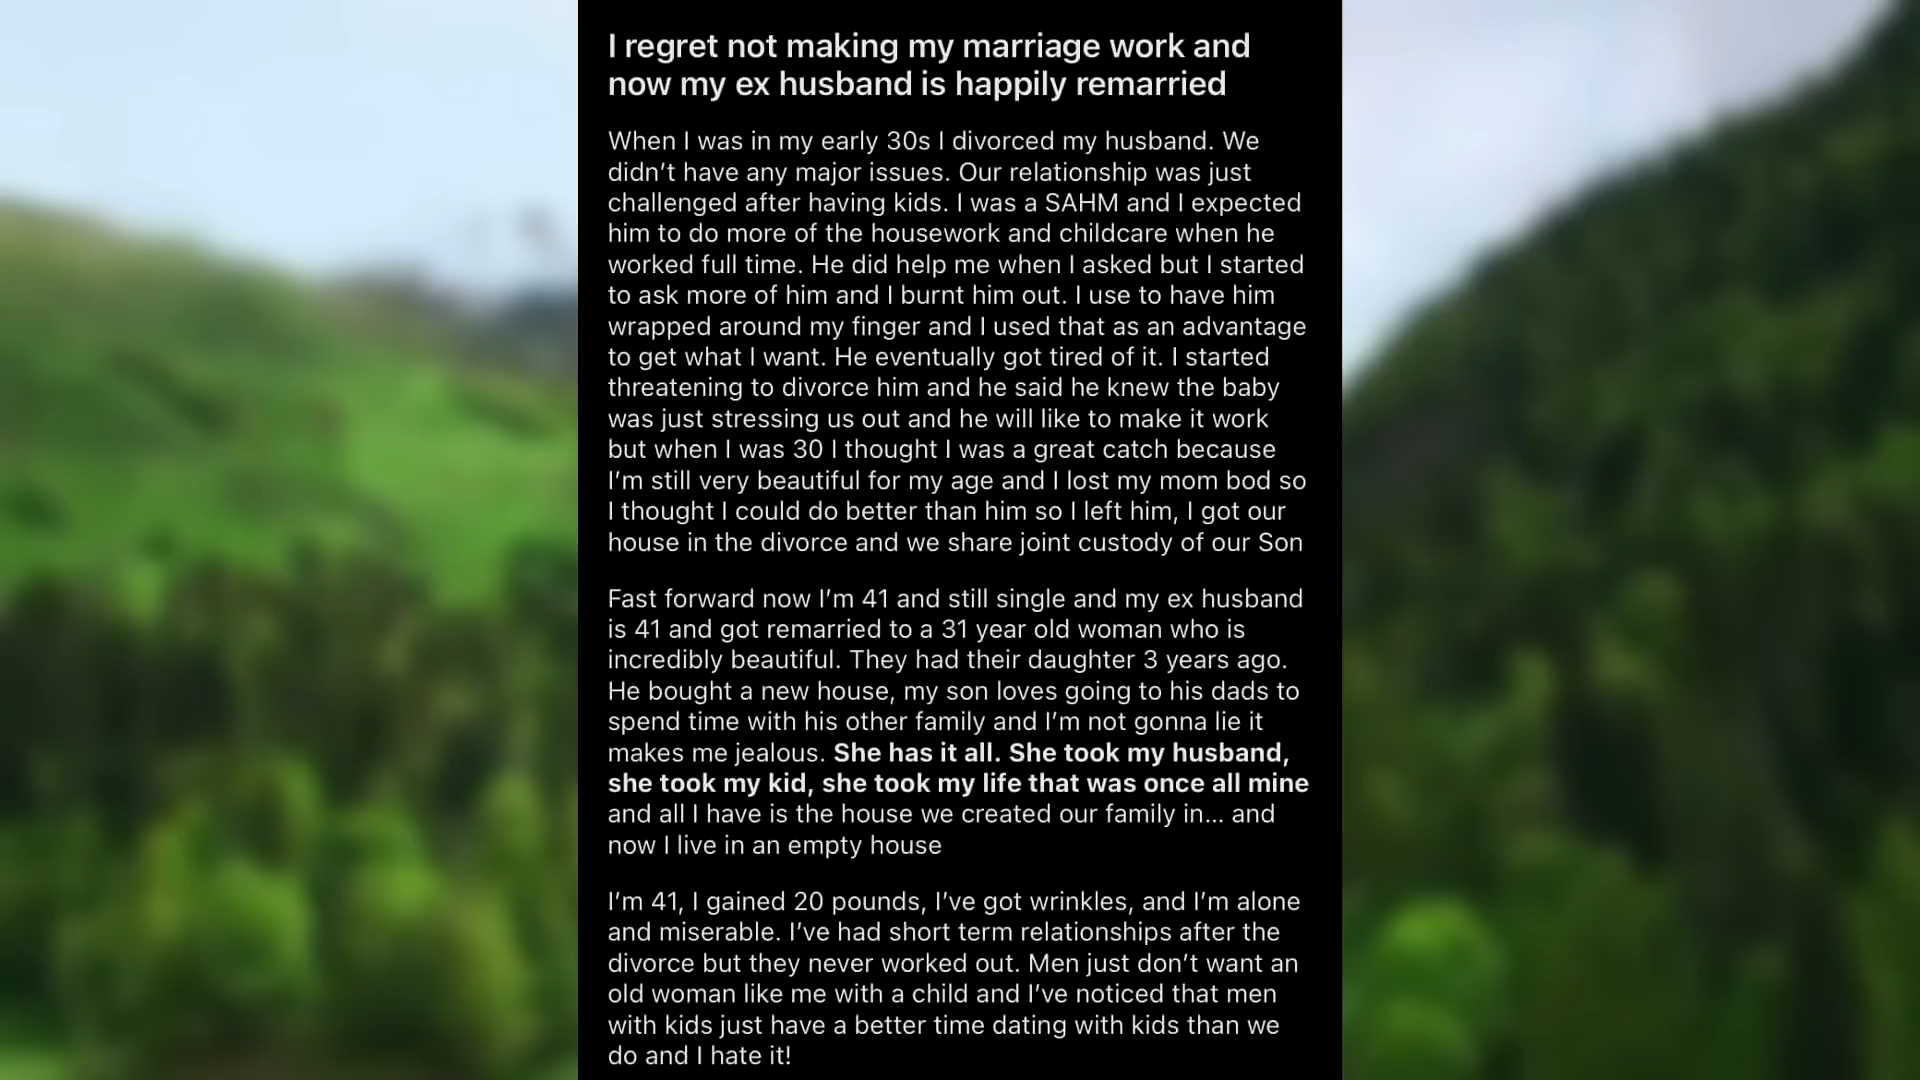 I regret not making my marriage work and
now my ex husband is happily remarried
When I was in my early 30s I divorced my husband. We
didn't have any major issues. Our relationship was just
challenged after having kids. I was a SAHM and I expected
him to do more of the housework and childcare when he
worked full time. He did help me when I asked but I started
to ask more of him and I burnt him out. I use to have him
wrapped around my finger and I used that as an advantage
to get what I want. He eventually got tired of it. I started
threatening to divorce him and he said he knew the baby
was just stressing us out and he will like to make it work
but when I was 30 I thought I was a great catch because
I'm still very beautiful for my age and I lost my mom bod so
I thought I could do better than him so I left him, I got our
house in the divorce and we share joint custody of our Son
Fast forward now I'm 41 and still single and my ex husband
is 41 and got remarried to a 31 year old woman who is
incredibly beautiful. They had their daughter 3 years ago.
He bought a new house, my son loves going to his dads to
spend time with his other family and I'm not gonna lie it
makes me jealous. She has it all. She took my husband,
she took my kid, she took my life that was once all mine
and all I have is the house we created our family in... and
now I live in an empty house
I'm 41, I gained 20 pounds, I've got wrinkles, and I'm alone
and miserable. I've had short term relationships after the
divorce but they never worked out. Men just don't want an
old woman like me with a child and I've noticed that men
with kids just have a better time dating with kids than we
do and I hate it!